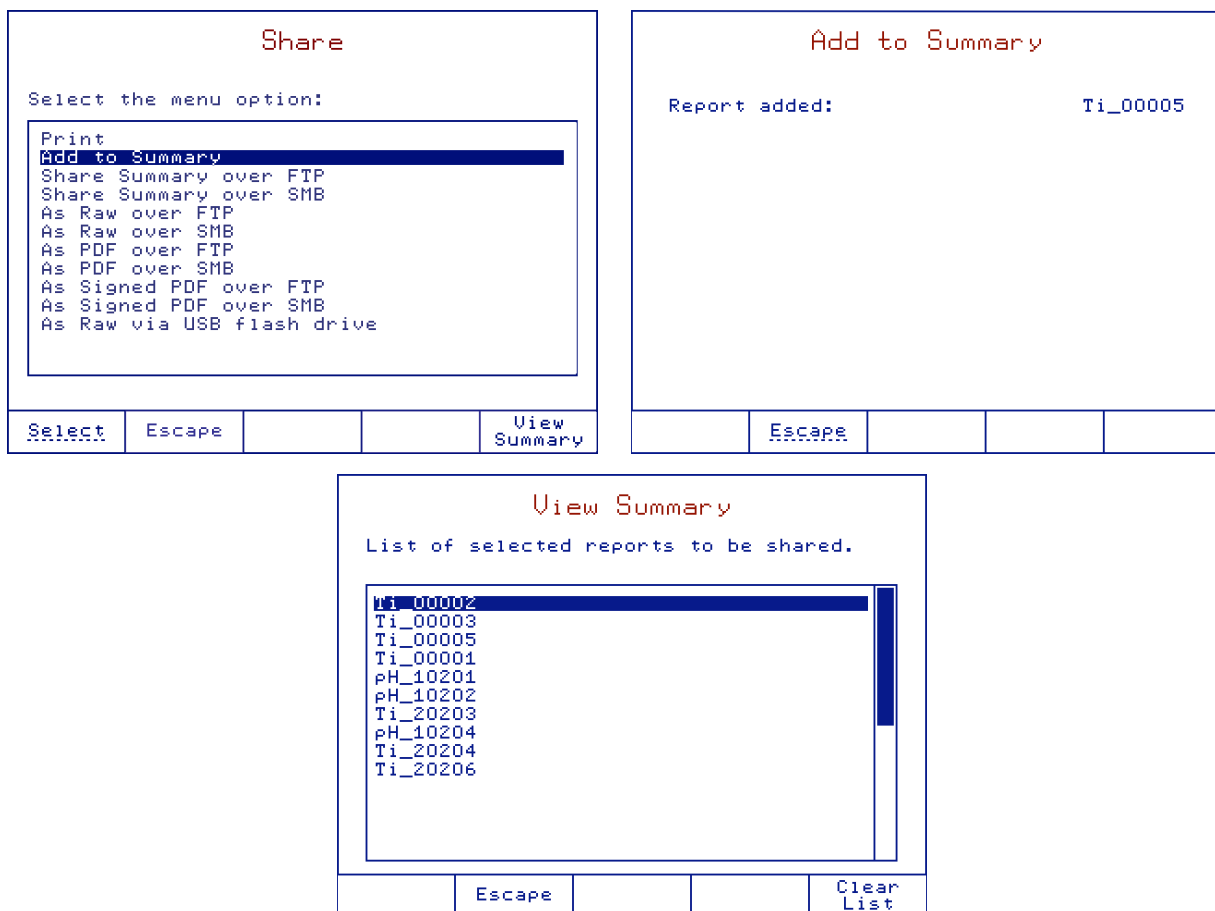 Share
Select the menu option:
Print
Add to Summary
Share Summary over FTP
Share Summary over SMB
As Raw over FTP
As Raw over SMB
As PDF over FTP
As PDF over SMB
As Signed PDF over FTP
As Signed PDF over SMB
As Raw via USB flash drive
Select
Escape
View
Summary
Add to Summary
Report added: Ti_00005
Escape
View Summary
List of selected reports to be shared.
Ti_00002
Ti_00003
Ti_00005
Ti_00001
pH_10201
pH_10202
Ti_20203
pH_10204
Ti_20204
Ti_20206
Escape
Clear
List